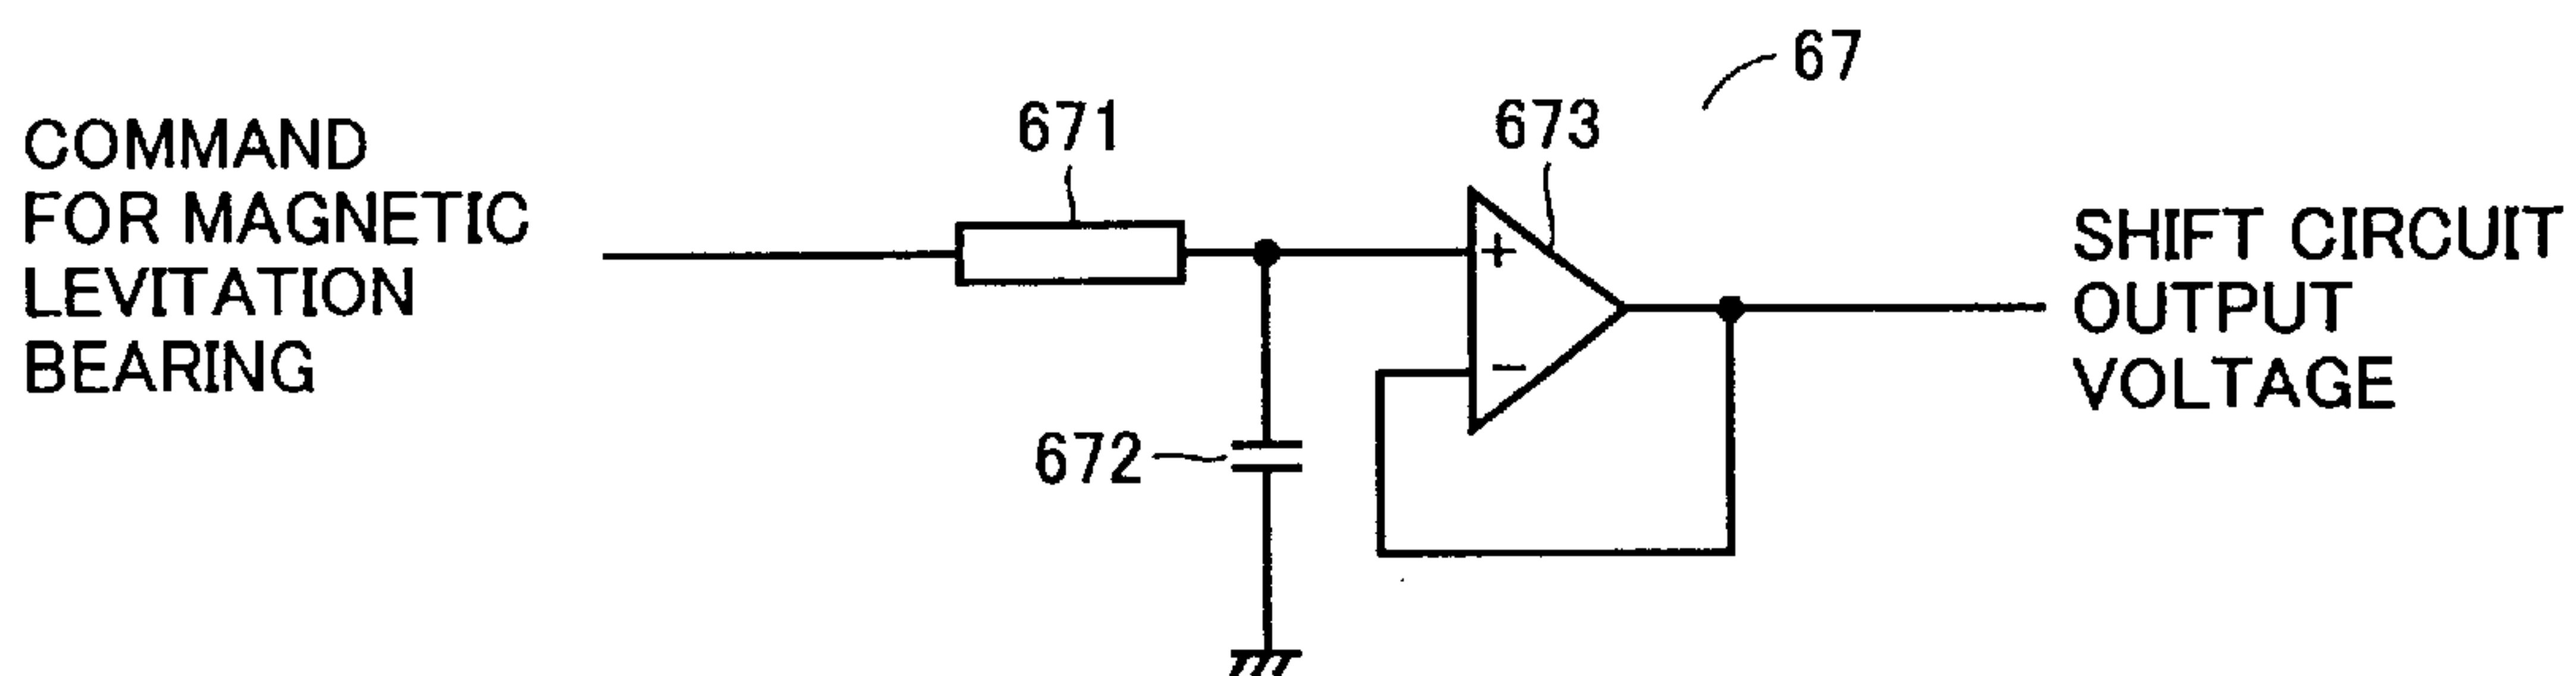 67
671
673
COMMAND
FOR MAGNETIC
LEVITATION
BEARING
+
−
SHIFT CIRCUIT
OUTPUT
VOLTAGE
672